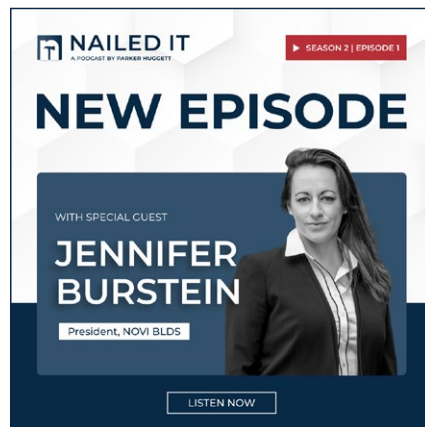 NAILED IT
A PODCAST BY PARKER HUGGETT
SEASON 2 | EPISODE 1
NEW EPISODE
WITH SPECIAL GUEST
JENNIFER
BURSTEIN
President, NOVI BLDS
LISTEN NOW